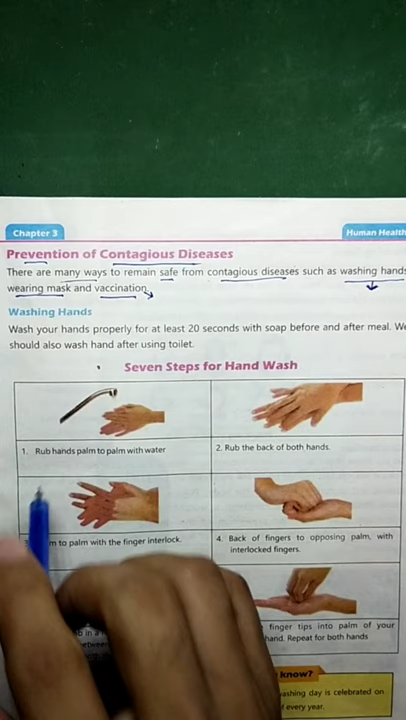 Chapter 3
Human Health
Prevention of Contagious Diseases
There are many ways to remain safe from contagious diseases such as washing hands
wearing mask and vaccination
Washing Hands
Wash your hands properly for at least 20 seconds with soap before and after meal. We
should also wash hand after using toilet.
Seven Steps for Hand Wash
1. Rub hands palm to palm with water
2. Rub the back of both hands.
to palm with the finger interlock.
4. Back of fingers to opposing palm, with
interlocked fingers.
finger tips into palm of your
hand. Repeat for both hands
in a
know?
washing day is celebrated on
of every year.